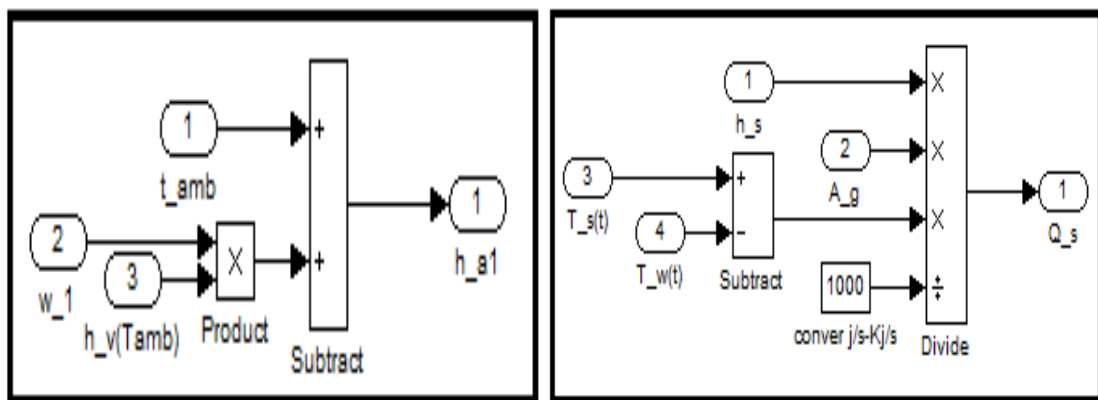 1
t_amb
+
2
w_1
3
h_v(Tamb)
×
Product
+
Subtract
1
h_a1
1
h_s
×
2
A_g
×
3
T_s(t)
+
4
T_w(t)
−
Subtract
×
1000
conver j/s-Kj/s
÷
Divide
1
Q_s